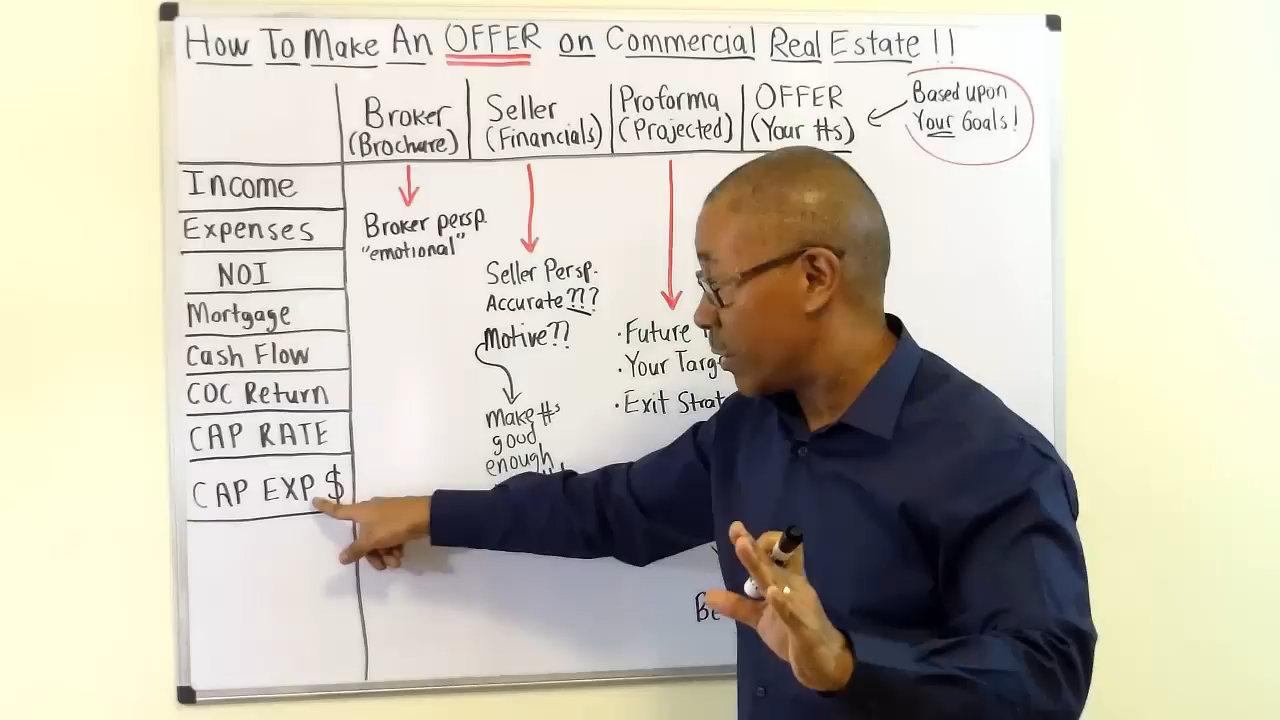 How To Make An OFFER on Commercial Real Estate !!
Broker
(Brochure)
Seller
(Financials)
Proforma
(Projected)
OFFER
(Your #s)
Based upon
Your Goals!
Income
Expenses
NOI
Mortgage
Cash Flow
COC Return
CAP RATE
CAP EXP $
Broker persp.
"emotional"
Seller Persp.
Accurate ???
Motive??
Make #s
good
enough
· Future
· Your
· Exit